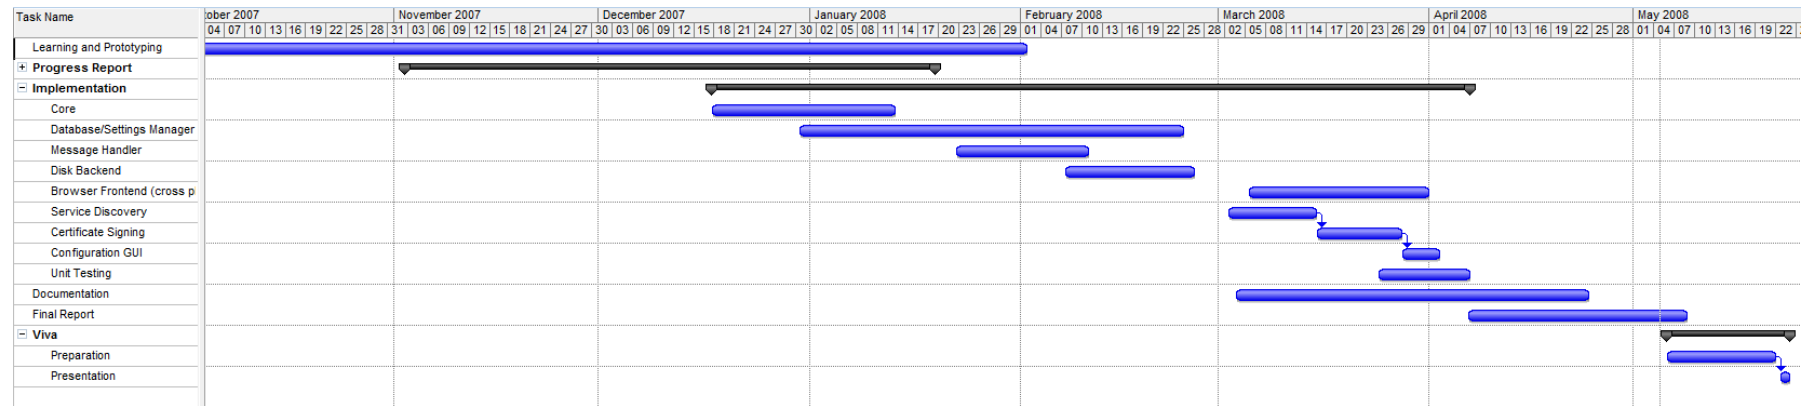 Task Name
tober 2007 November 2007 December 2007 January 2008 February 2008 March 2008 April 2008 May 2008
04 07 10 13 16 19 22 25 28 31 03 06 09 12 15 18 21 24 27 30 03 06 09 12 15 18 21 24 27 30 02 05 08 11 14 17 20 23 26 29 01 04 07 10 13 16 19 22 25 28 02 05 08 11 14 17 20 23 26 29 01 04 07 10 13 16 19 22 25 28 01 04 07 10 13 16 19 22
Learning and Prototyping
Progress Report
Implementation
Core
Database/Settings Manager
Message Handler
Disk Backend
Browser Frontend (cross p
Service Discovery
Certificate Signing
Configuration GUI
Unit Testing
Documentation
Final Report
Viva
Preparation
Presentation